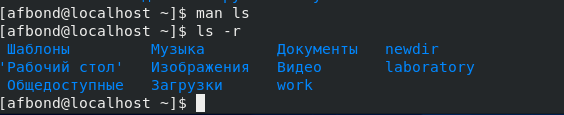 [afbond@localhost ~]$ man ls
[afbond@localhost ~]$ ls -r
Шаблоны Музыка Документы newdir
'Рабочий стол' Изображения Видео laboratory
Общедоступные Загрузки work
[afbond@localhost ~]$